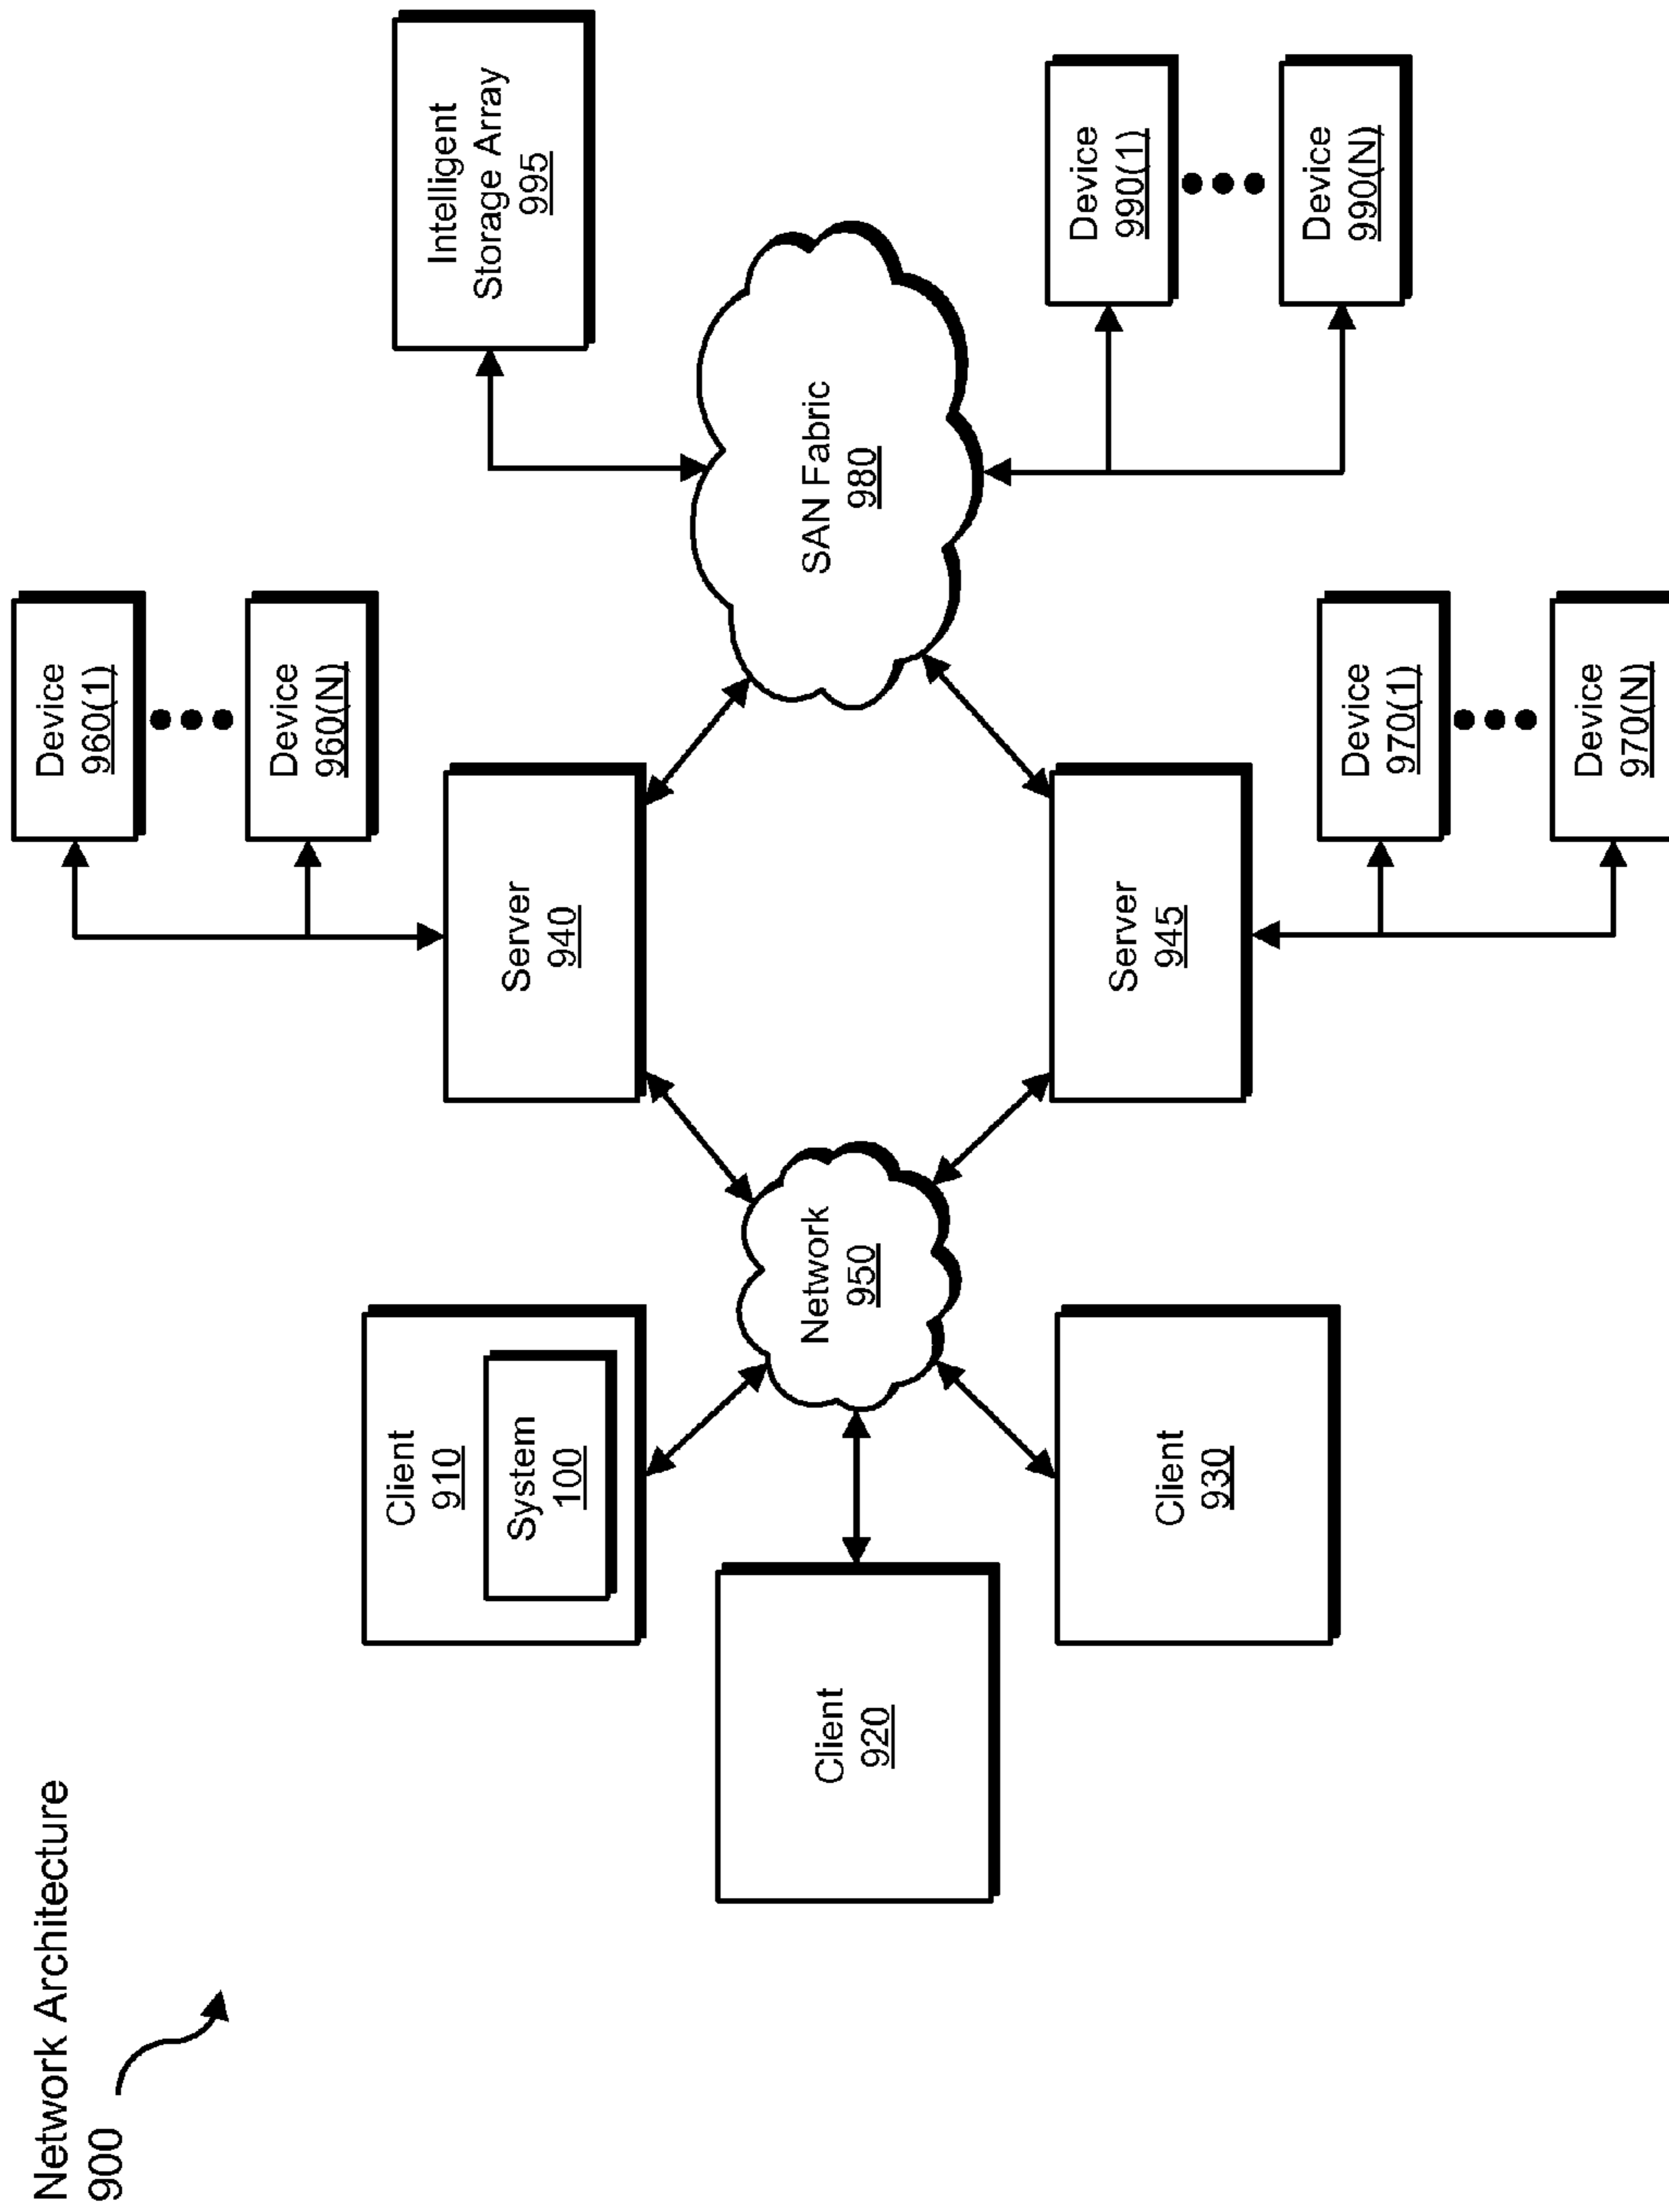 Network Architecture
900
Client
910
System
100
Client
920
Client
930
Network
950
Server
940
Server
945
Device
960(1)
Device
960(N)
Device
970(1)
Device
970(N)
SAN Fabric
980
Intelligent
Storage Array
995
Device
990(1)
Device
990(N)